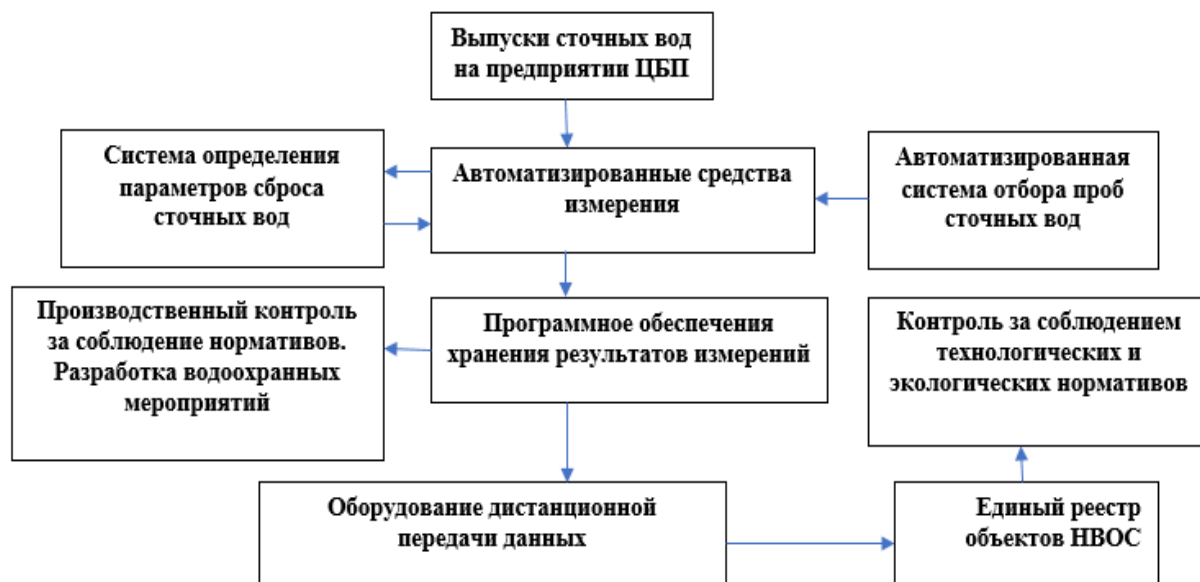 Выпуски сточных вод
на предприятии ЦБП
Система определения
параметров сброса
сточных вод
Автоматизированные средства
измерения
Автоматизированная
система отбора проб
сточных вод
Производственный контроль
за соблюдение нормативов.
Разработка водоохранных
мероприятий
Программное обеспечения
хранения результатов измерений
Контроль за соблюдением
технологических и
экологических нормативов
Оборудование дистанционной
передачи данных
Единый реестр
объектов НВОС